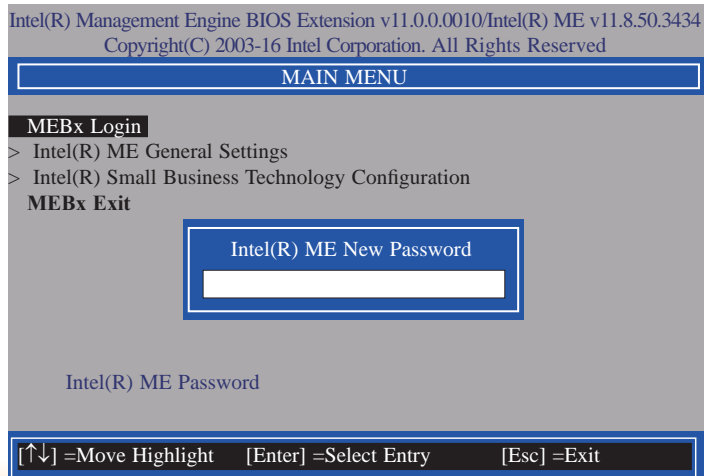 Intel(R) Management Engine BIOS Extension v11.0.0.0010/Intel(R) ME v11.8.50.3434
Copyright(C) 2003-16 Intel Corporation. All Rights Reserved
MAIN MENU
MEBx Login
> Intel(R) ME General Settings
> Intel(R) Small Business Technology Configuration
MEBx Exit
Intel(R) ME New Password
Intel(R) ME Password
[↑↓] =Move Highlight [Enter] =Select Entry [Esc] =Exit